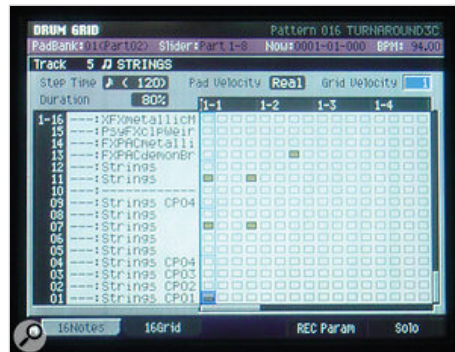 DRUM GRID Pattern 016 TURNAROUND3C
PadBank:01(Part02) Slider:Part 1-8 Now:0001-01-000 BPM: 94.00
Track 5 STRINGS
Step Time ( 120) Pad Velocity Real Grid Velocity 1
Duration 80% 1-1 1-2 1-3 1-4
1-16 ---:XFXmetallicM
15 ---:PsyFXclpWeir
14 ---:FXPACmetalli
13 ---:FXPACdemonBr
12 ---:Strings
11 ---:Strings
10 ---:------------
09 ---:Strings CP04
08 ---:Strings
07 ---:Strings
06 ---:Strings
05 ---:Strings
04 ---:Strings CP04
03 ---:Strings CP03
02 ---:Strings CP02
01 ---:Strings CP01
16Notes 16Grid REC Param Solo